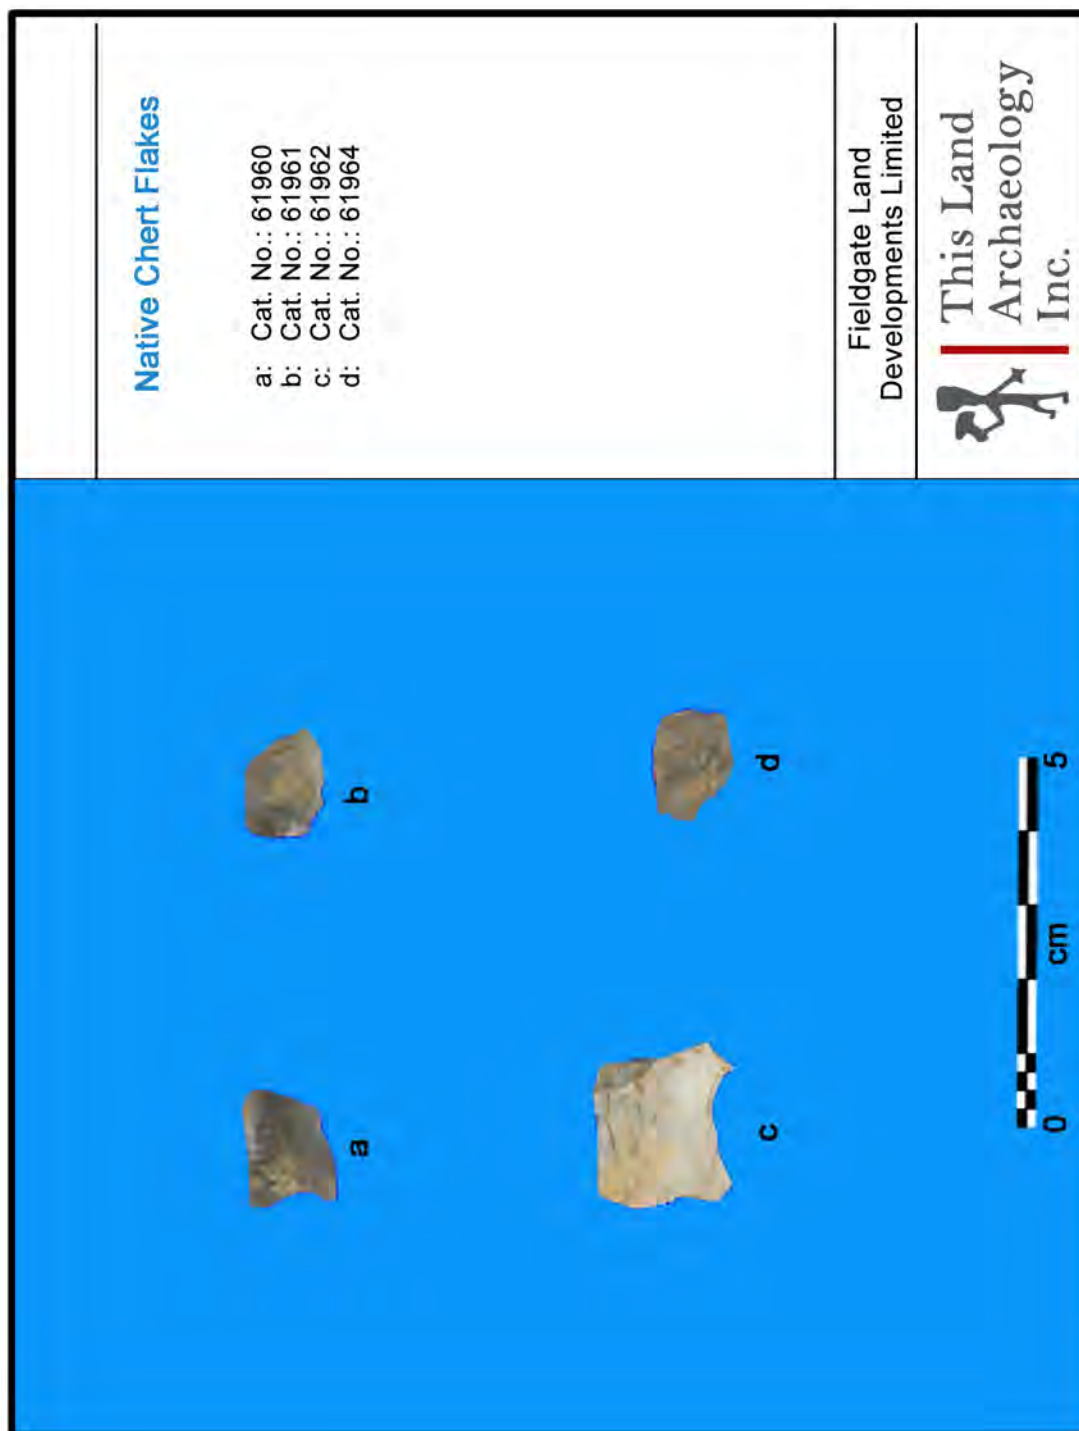 Native Chert Flakes
a: Cat. No.: 61960
b: Cat. No.: 61961
c: Cat. No.: 61962
d: Cat. No.: 61964
Fieldgate Land
Developments Limited
This Land
Archaeology
Inc.
a
b
c
d
0
cm
5